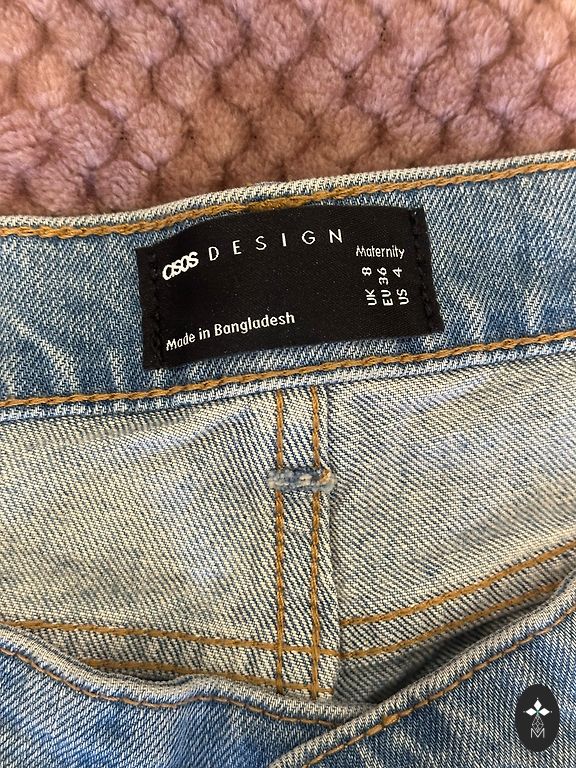 asos DESIGN
Maternity
UK 8
EU 36
US 4
Made in Bangladesh
M